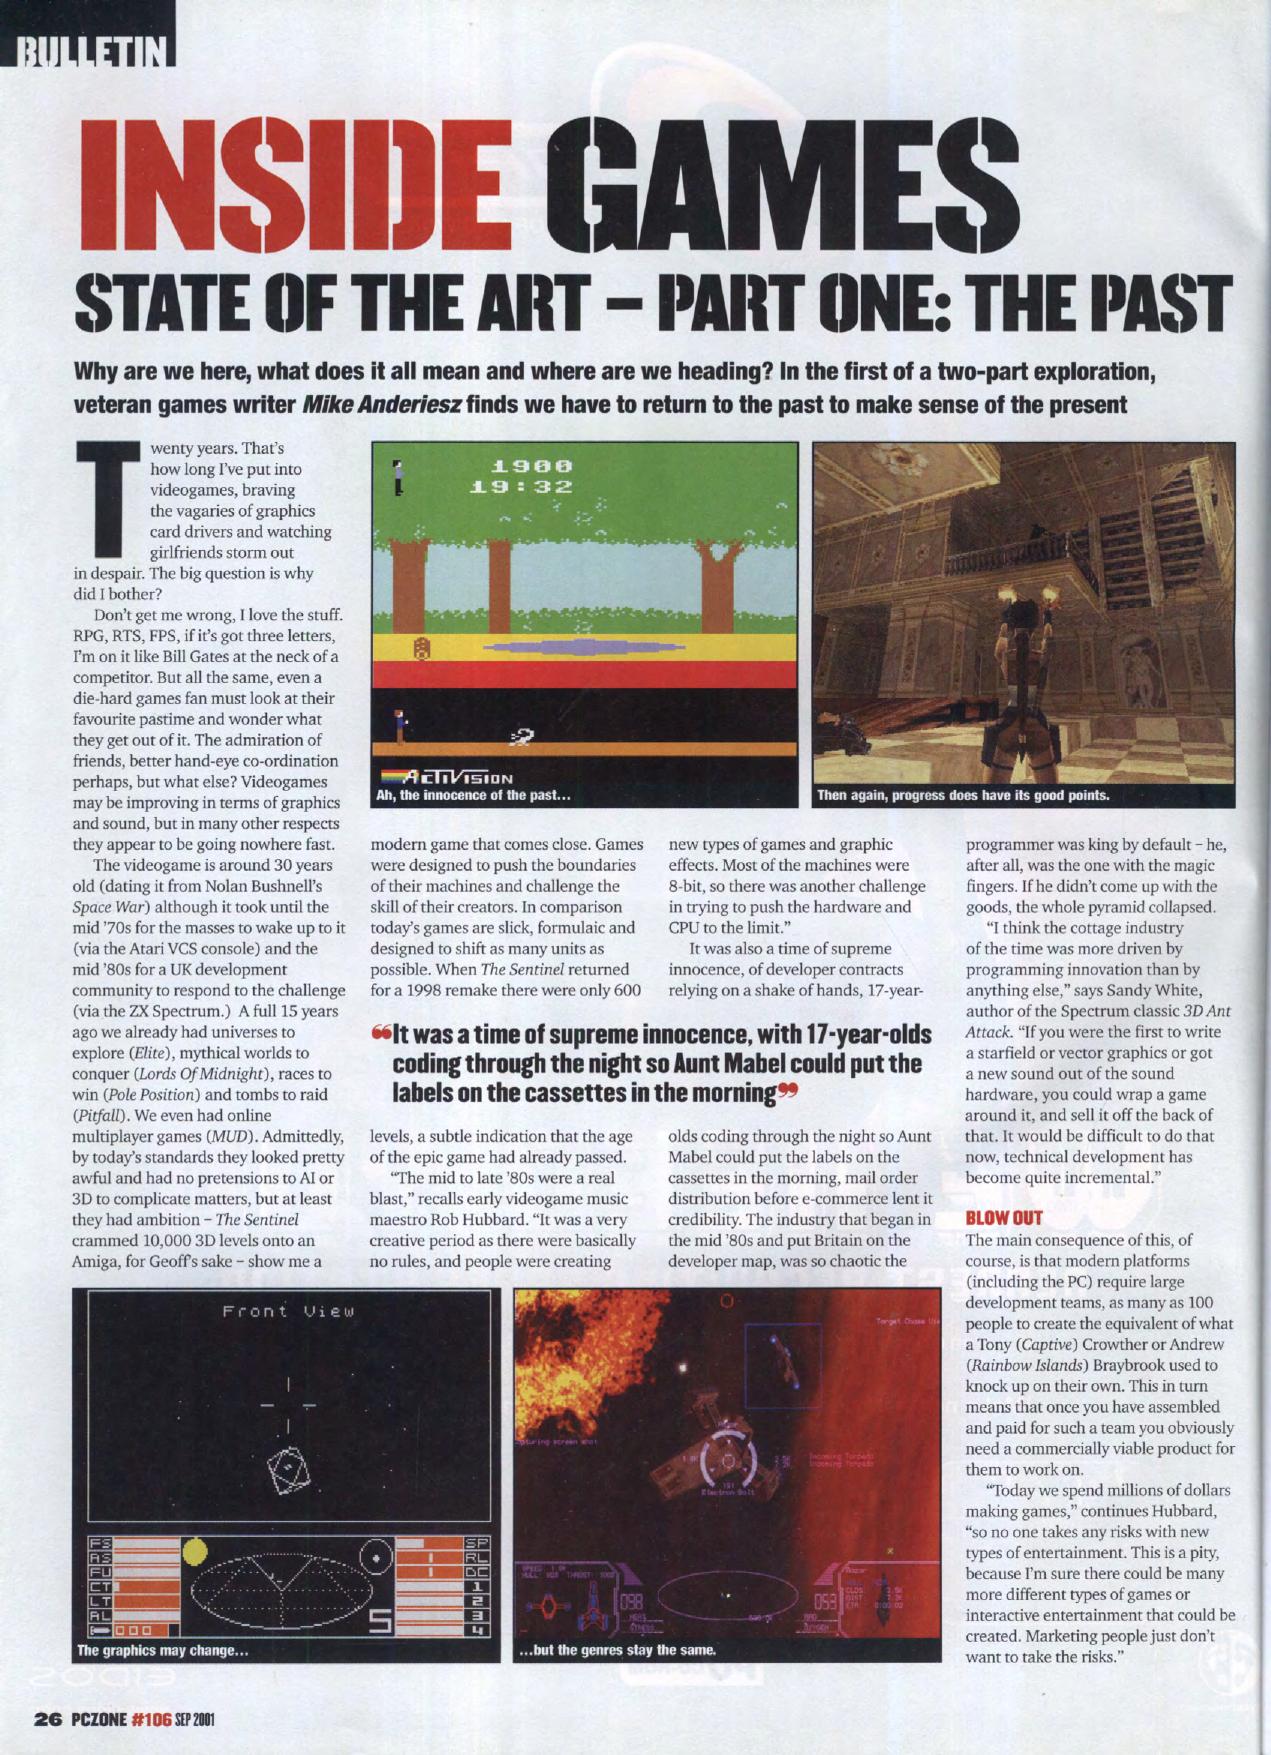 BULLETIN
INSIDE GAMES
STATE OF THE ART – PART ONE: THE PAST
Why are we here, what does it all mean and where are we heading? In the first of a two-part exploration,
veteran games writer Mike Anderiesz finds we have to return to the past to make sense of the present
Twenty years. That's
how long I've put into
videogames, braving
the vagaries of graphics
card drivers and watching
girlfriends storm out
in despair. The big question is why
did I bother?
Don't get me wrong, I love the stuff.
RPG, RTS, FPS, if it's got three letters,
I'm on it like Bill Gates at the neck of a
competitor. But all the same, even a
die-hard games fan must look at their
favourite pastime and wonder what
they get out of it. The admiration of
friends, better hand-eye co-ordination
perhaps, but what else? Videogames
may be improving in terms of graphics
and sound, but in many other respects
they appear to be going nowhere fast.
The videogame is around 30 years
old (dating it from Nolan Bushnell's
Space War) although it took until the
mid '70s for the masses to wake up to it
(via the Atari VCS console) and the
mid '80s for a UK development
community to respond to the challenge
(via the ZX Spectrum.) A full 15 years
ago we already had universes to
explore (Elite), mythical worlds to
conquer (Lords Of Midnight), races to
win (Pole Position) and tombs to raid
(Pitfall). We even had online
multiplayer games (MUD). Admittedly,
by today's standards they looked pretty
awful and had no pretensions to AI or
3D to complicate matters, but at least
they had ambition – The Sentinel
crammed 10,000 3D levels onto an
Amiga, for Geoff's sake – show me a
1900
19:32
ACTIVISION
Ah, the innocence of the past...
Then again, progress does have its good points.
modern game that comes close. Games
were designed to push the boundaries
of their machines and challenge the
skill of their creators. In comparison
today's games are slick, formulaic and
designed to shift as many units as
possible. When The Sentinel returned
for a 1998 remake there were only 600
levels, a subtle indication that the age
of the epic game had already passed.
"The mid to late '80s were a real
blast," recalls early videogame music
maestro Rob Hubbard. "It was a very
creative period as there were basically
no rules, and people were creating
new types of games and graphic
effects. Most of the machines were
8-bit, so there was another challenge
in trying to push the hardware and
CPU to the limit."
It was also a time of supreme
innocence, of developer contracts
relying on a shake of hands, 17-year-
olds coding through the night so Aunt
Mabel could put the labels on the
cassettes in the morning, mail order
distribution before e-commerce lent it
credibility. The industry that began in
the mid '80s and put Britain on the
developer map, was so chaotic the
“It was a time of supreme innocence, with 17-year-olds
coding through the night so Aunt Mabel could put the
labels on the cassettes in the morning”
programmer was king by default – he,
after all, was the one with the magic
fingers. If he didn't come up with the
goods, the whole pyramid collapsed.
"I think the cottage industry
of the time was more driven by
programming innovation than by
anything else," says Sandy White,
author of the Spectrum classic 3D Ant
Attack. "If you were the first to write
a starfield or vector graphics or got
a new sound out of the sound
hardware, you could wrap a game
around it, and sell it off the back of
that. It would be difficult to do that
now, technical development has
become quite incremental."
BLOW OUT
The main consequence of this, of
course, is that modern platforms
(including the PC) require large
development teams, as many as 100
people to create the equivalent of what
a Tony (Captive) Crowther or Andrew
(Rainbow Islands) Braybrook used to
knock up on their own. This in turn
means that once you have assembled
and paid for such a team you obviously
need a commercially viable product for
them to work on.
"Today we spend millions of dollars
making games," continues Hubbard,
"so no one takes any risks with new
types of entertainment. This is a pity,
because I'm sure there could be many
more different types of games or
interactive entertainment that could be
created. Marketing people just don't
want to take the risks."
Front View
FS
AS
FU
CT
LT
AL
S
SP
RL
DC
1
2
3
4
The graphics may change...
Target Chase
Capturing screen shot
Incoming Torpedo
Incoming Torpedo
Electron Bolt
098
053
...but the genres stay the same.
26 PCZONE #106 SEP 2001